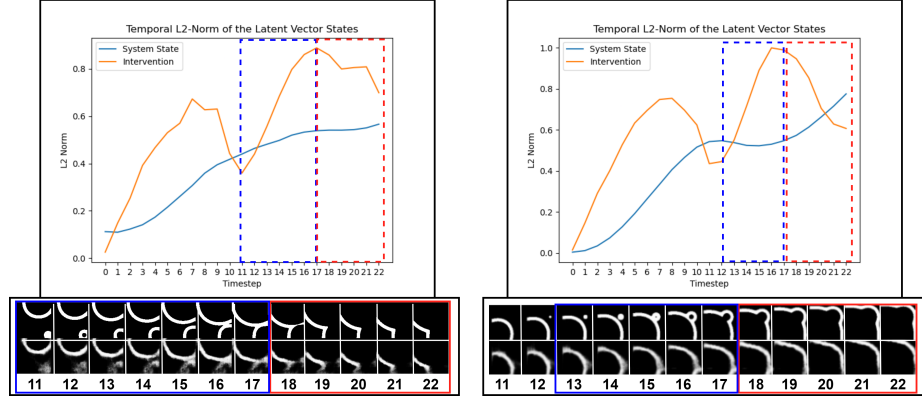 Temporal L2-Norm of the Latent Vector States
System State
Intervention
0.8
0.6
0.4
0.2
0.0
L2 Norm
0 1 2 3 4 5 6 7 8 9 10 11 12 13 14 15 16 17 18 19 20 21 22
Timestep
11 12 13 14 15 16 17 18 19 20 21 22
Temporal L2-Norm of the Latent Vector States
System State
Intervention
1.0
0.8
0.6
0.4
0.2
0.0
L2 Norm
0 1 2 3 4 5 6 7 8 9 10 11 12 13 14 15 16 17 18 19 20 21 22
Timestep
11 12 13 14 15 16 17 18 19 20 21 22